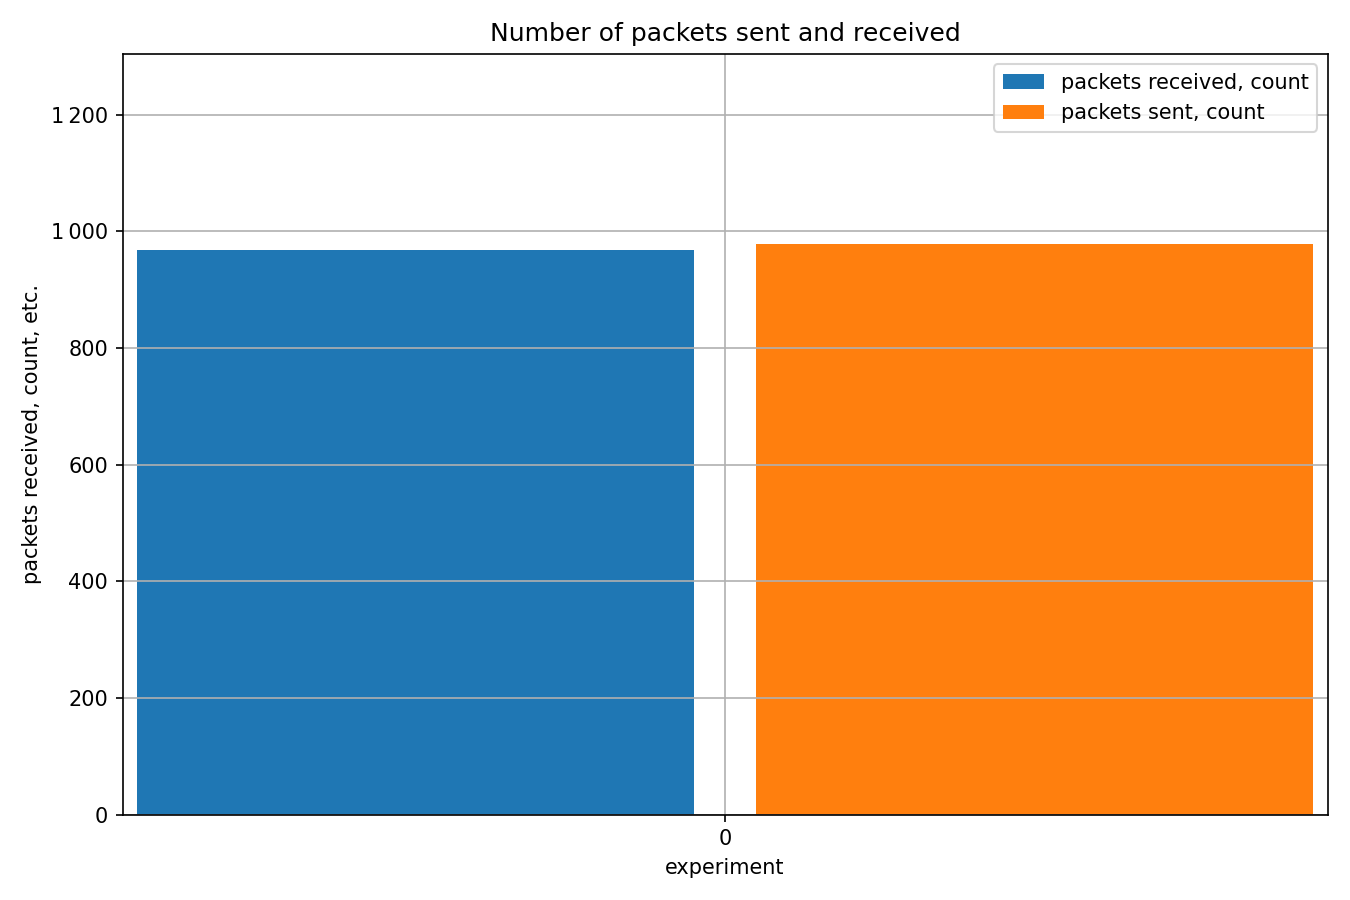 Number of packets sent and received
packets received, count
packets sent, count
1 200
1 000
800
600
400
200
0
packets received, count, etc.
0
experiment